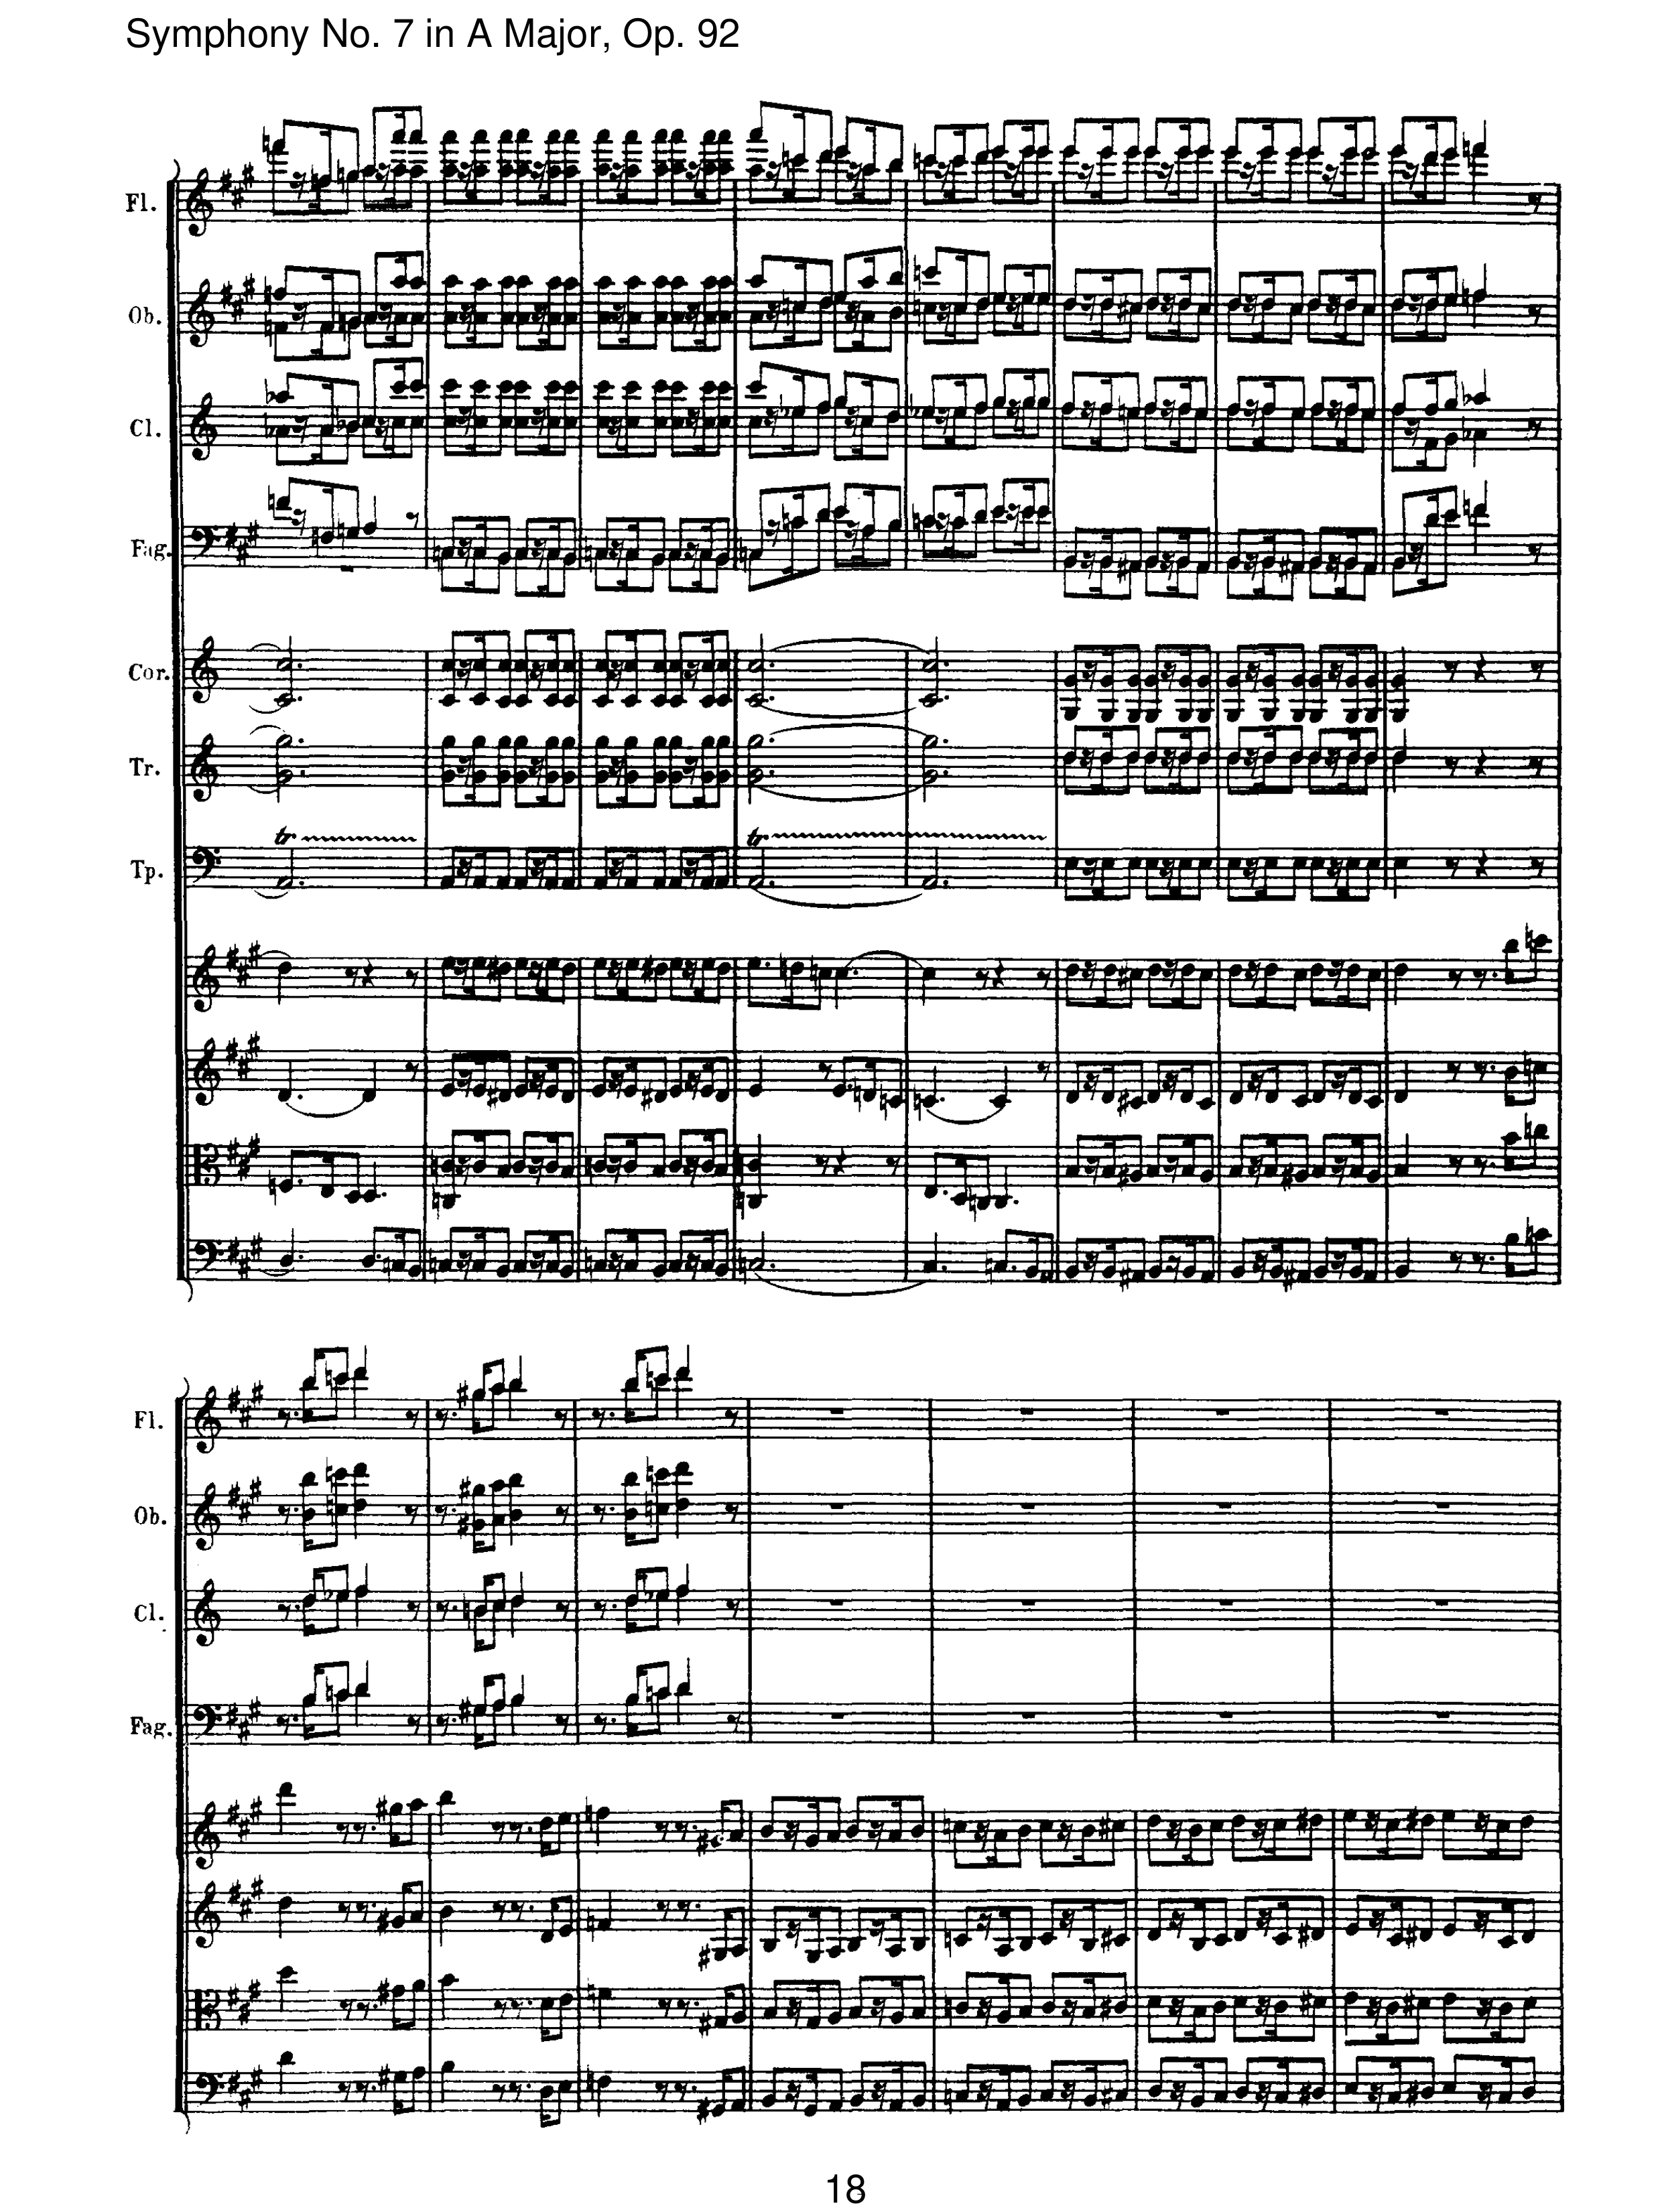 Symphony No. 7 in A Major, Op. 92
Fl.
Ob.
Cl.
Fag.
Cor.
Tr.
tr
tr
Tp.
Fl.
Ob.
Cl.
Fag.
18